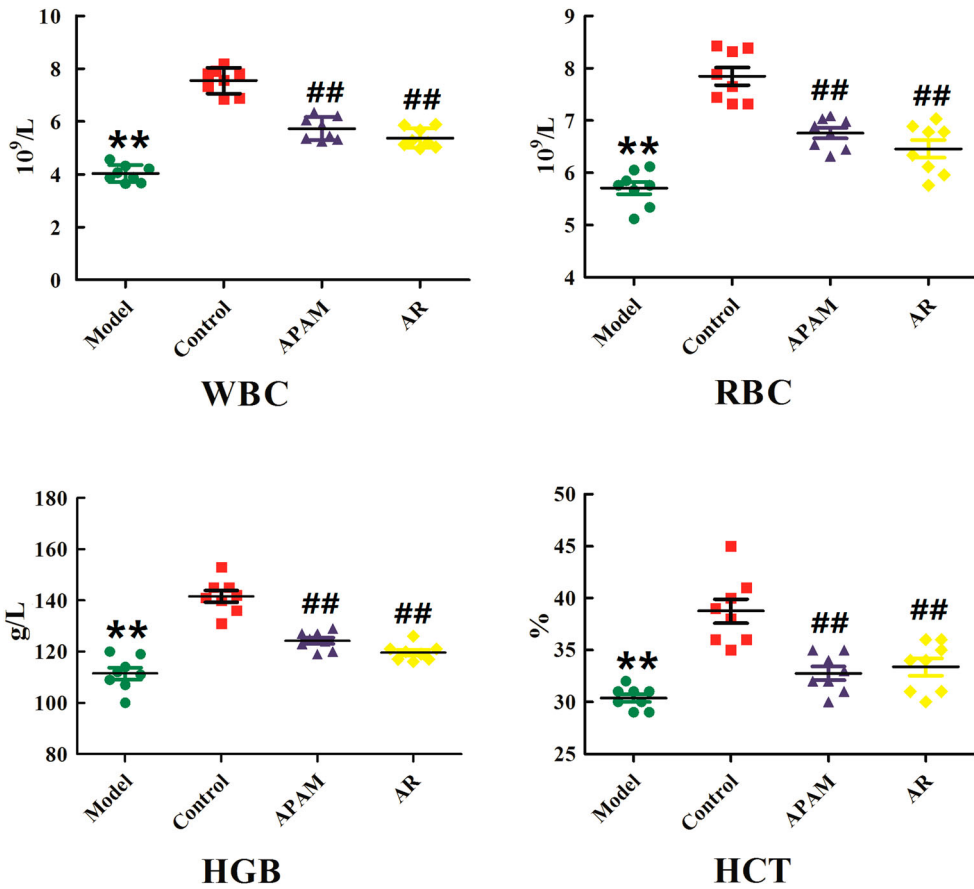 10
8
6
4
2
0
10⁹/L
**
##
##
Model
Control
APAM
AR
WBC
9
8
7
6
5
4
10⁹/L
**
##
##
Model
Control
APAM
AR
RBC
180
160
140
120
100
80
g/L
**
##
##
Model
Control
APAM
AR
HGB
50
45
40
35
30
25
%
**
##
##
Model
Control
APAM
AR
HCT